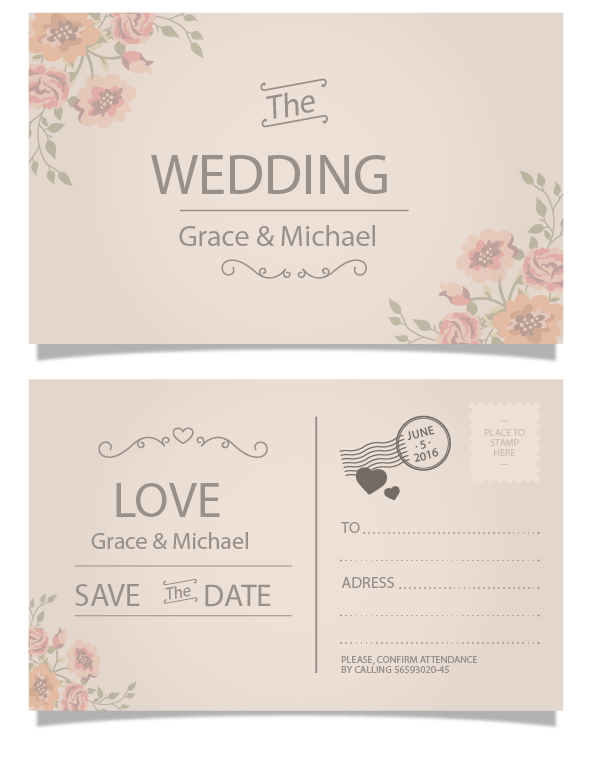 The
WEDDING
Grace & Michael
LOVE
Grace & Michael
SAVE The DATE
JUNE
· 5 ·
2016
PLACE TO
STAMP
HERE
TO
ADRESS
PLEASE, CONFIRM ATTENDANCE
BY CALLING 56593020-45